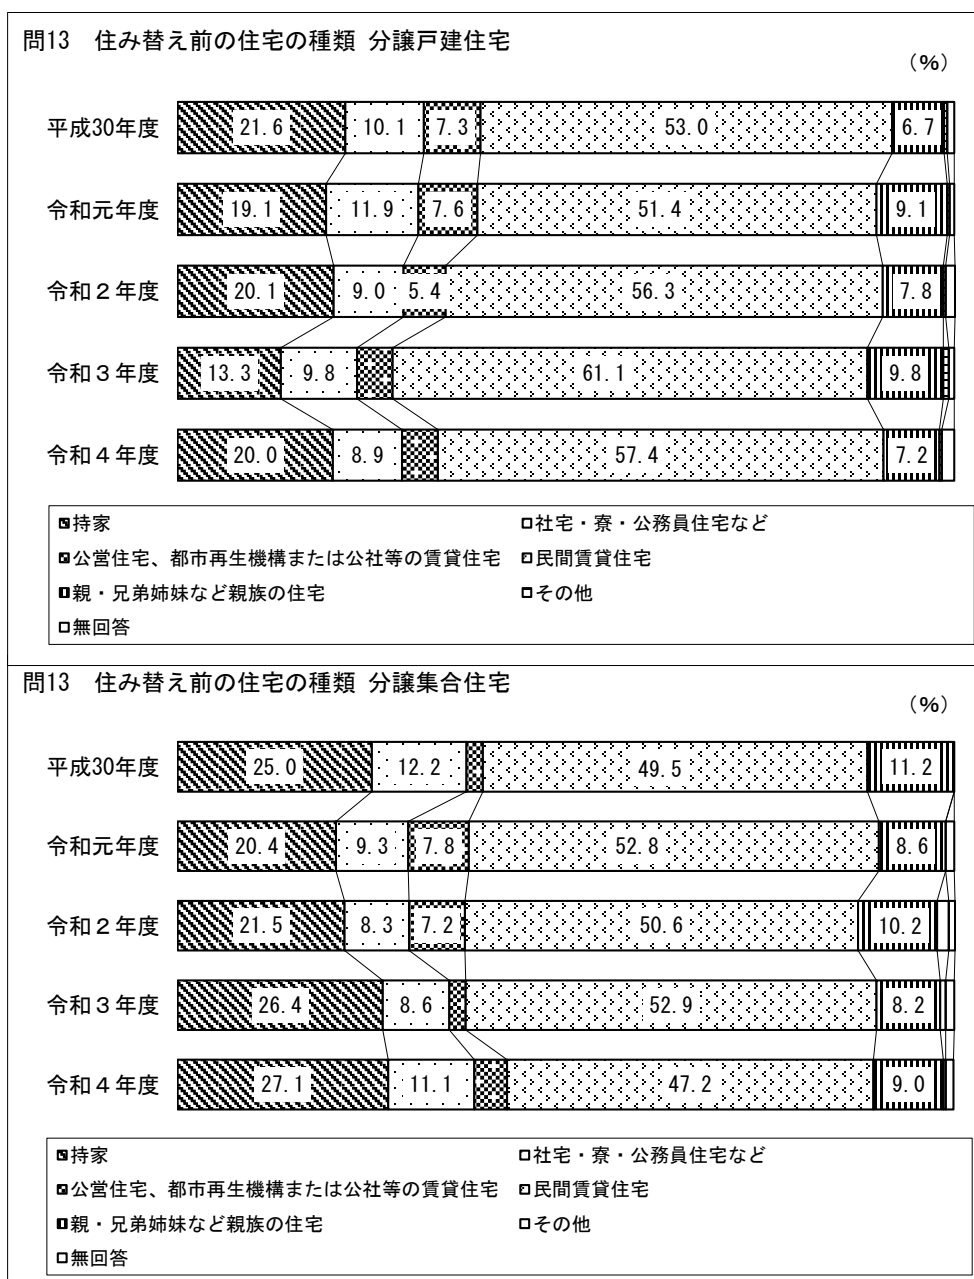 問13 住み替え前の住宅の種類 分譲戸建住宅
（％）
平成30年度 21.6 10.1 7.3 53.0 6.7
令和元年度 19.1 11.9 7.6 51.4 9.1
令和２年度 20.1 9.0 5.4 56.3 7.8
令和３年度 13.3 9.8 61.1 9.8
令和４年度 20.0 8.9 57.4 7.2
持家 社宅・寮・公務員住宅など
公営住宅、都市再生機構または公社等の賃貸住宅 民間賃貸住宅
親・兄弟姉妹など親族の住宅 その他
無回答
問13 住み替え前の住宅の種類 分譲集合住宅
（％）
平成30年度 25.0 12.2 49.5 11.2
令和元年度 20.4 9.3 7.8 52.8 8.6
令和２年度 21.5 8.3 7.2 50.6 10.2
令和３年度 26.4 8.6 52.9 8.2
令和４年度 27.1 11.1 47.2 9.0
持家 社宅・寮・公務員住宅など
公営住宅、都市再生機構または公社等の賃貸住宅 民間賃貸住宅
親・兄弟姉妹など親族の住宅 その他
無回答